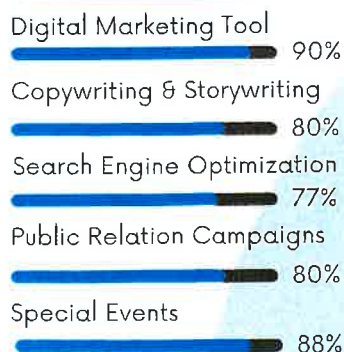 Digital Marketing Tool
90%
Copywriting & Storywriting
80%
Search Engine Optimization
77%
Public Relation Campaigns
80%
Special Events
88%